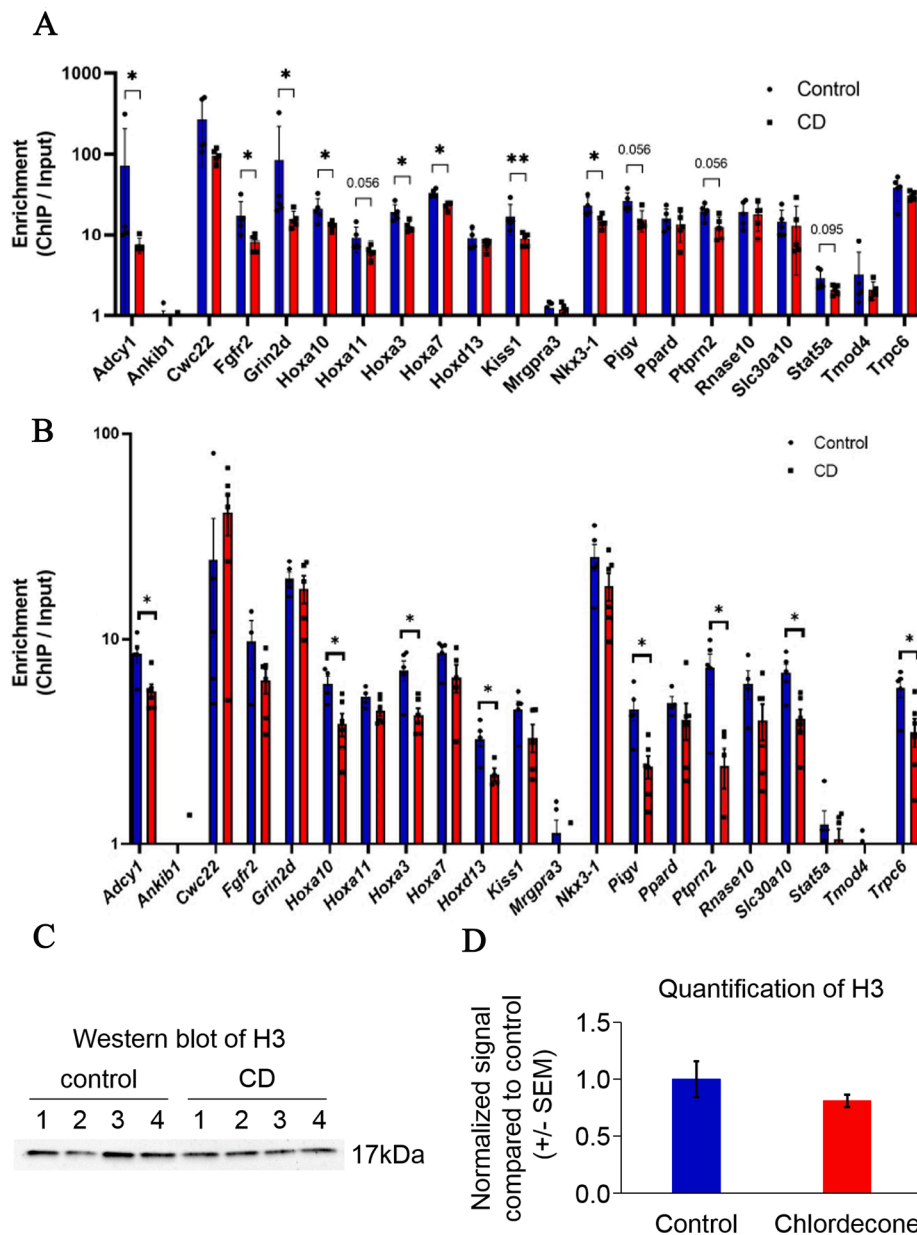 A
Enrichment
(ChIP / Input)
1000
100
10
1
* * * * 0.056 * * ** * 0.056 0.056 0.095
Control
CD
Adcy1 Ankib1 Cwc22 Fgfr2 Grin2d Hoxa10 Hoxa11 Hoxa3 Hoxa7 Hoxd13 Kiss1 Mrgpra3 Nkx3-1 Pigv Ppard Ptprn2 Rnase10 Slc30a10 Stat5a Tmod4 Trpc6
B
Enrichment
(ChIP / Input)
100
10
1
* * * * * * * *
Control
CD
Adcy1 Ankib1 Cwc22 Fgfr2 Grin2d Hoxa10 Hoxa11 Hoxa3 Hoxa7 Hoxd13 Kiss1 Mrgpra3 Nkx3-1 Pigv Ppard Ptprn2 Rnase10 Slc30a10 Stat5a Tmod4 Trpc6
C
Western blot of H3
control CD
1 2 3 4 1 2 3 4
17kDa
D
Quantification of H3
Normalized signal
compared to control
(+/- SEM)
1.5
1.0
0.5
0.0
Control Chlordecone